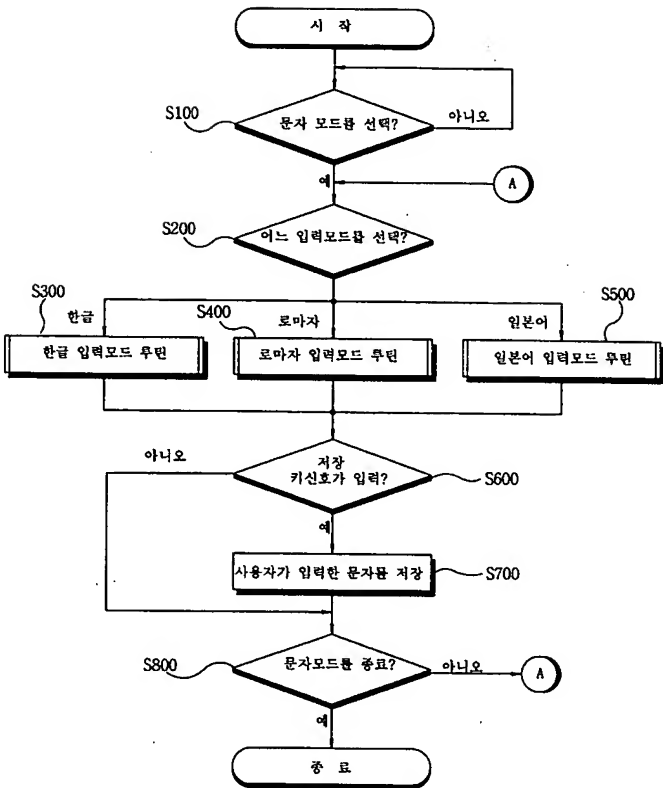 시 작
S100
문자 모드를 선택?
아니오
예
A
S200
어느 입력모드를 선택?
S300
한글
S400
로마자
일본어
S500
한글 입력모드 루틴
로마자 입력모드 루틴
일본어 입력모드 루틴
아니오
저장
키신호가 입력?
S600
예
사용자가 입력한 문자를 저장
S700
S800
문자모드를 종료?
아니오
A
예
종 료